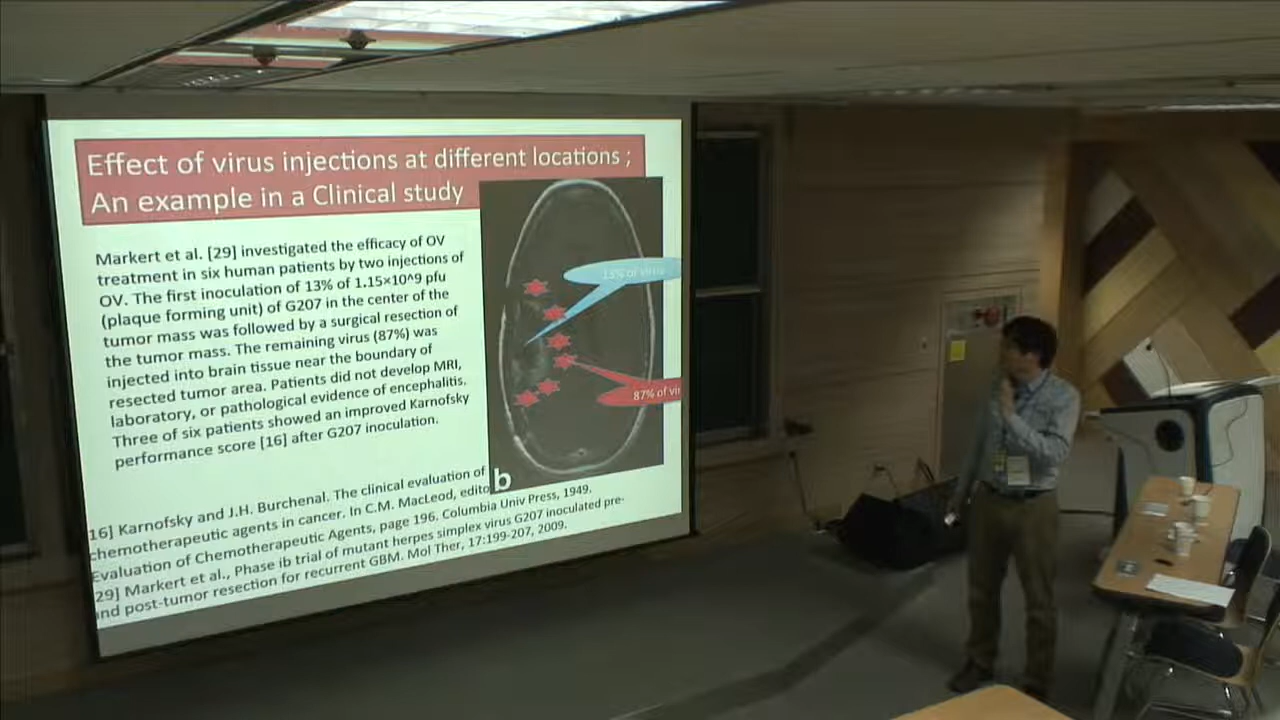 Effect of virus injections at different locations ;
An example in a Clinical study
Markert et al. [29] investigated the efficacy of OV
treatment in six human patients by two injections of
OV. The first inoculation of 13% of 1.15×10^9 pfu
(plaque forming unit) of G207 in the center of the
tumor mass was followed by a surgical resection of
the tumor mass. The remaining virus (87%) was
injected into brain tissue near the boundary of
resected tumor area. Patients did not develop MRI,
laboratory, or pathological evidence of encephalitis.
Three of six patients showed an improved Karnofsky
performance score [16] after G207 inoculation.
13% of virus
87% of vir
b
16] Karnofsky and J.H. Burchenal. The clinical evaluation of
chemotherapeutic agents in cancer. In C.M. MacLeod, edito
Evaluation of Chemotherapeutic Agents, page 196. Columbia Univ Press, 1949.
29] Markert et al., Phase ib trial of mutant herpes simplex virus G207 inoculated pre-
and post-tumor resection for recurrent GBM. Mol Ther, 17:199-207, 2009.